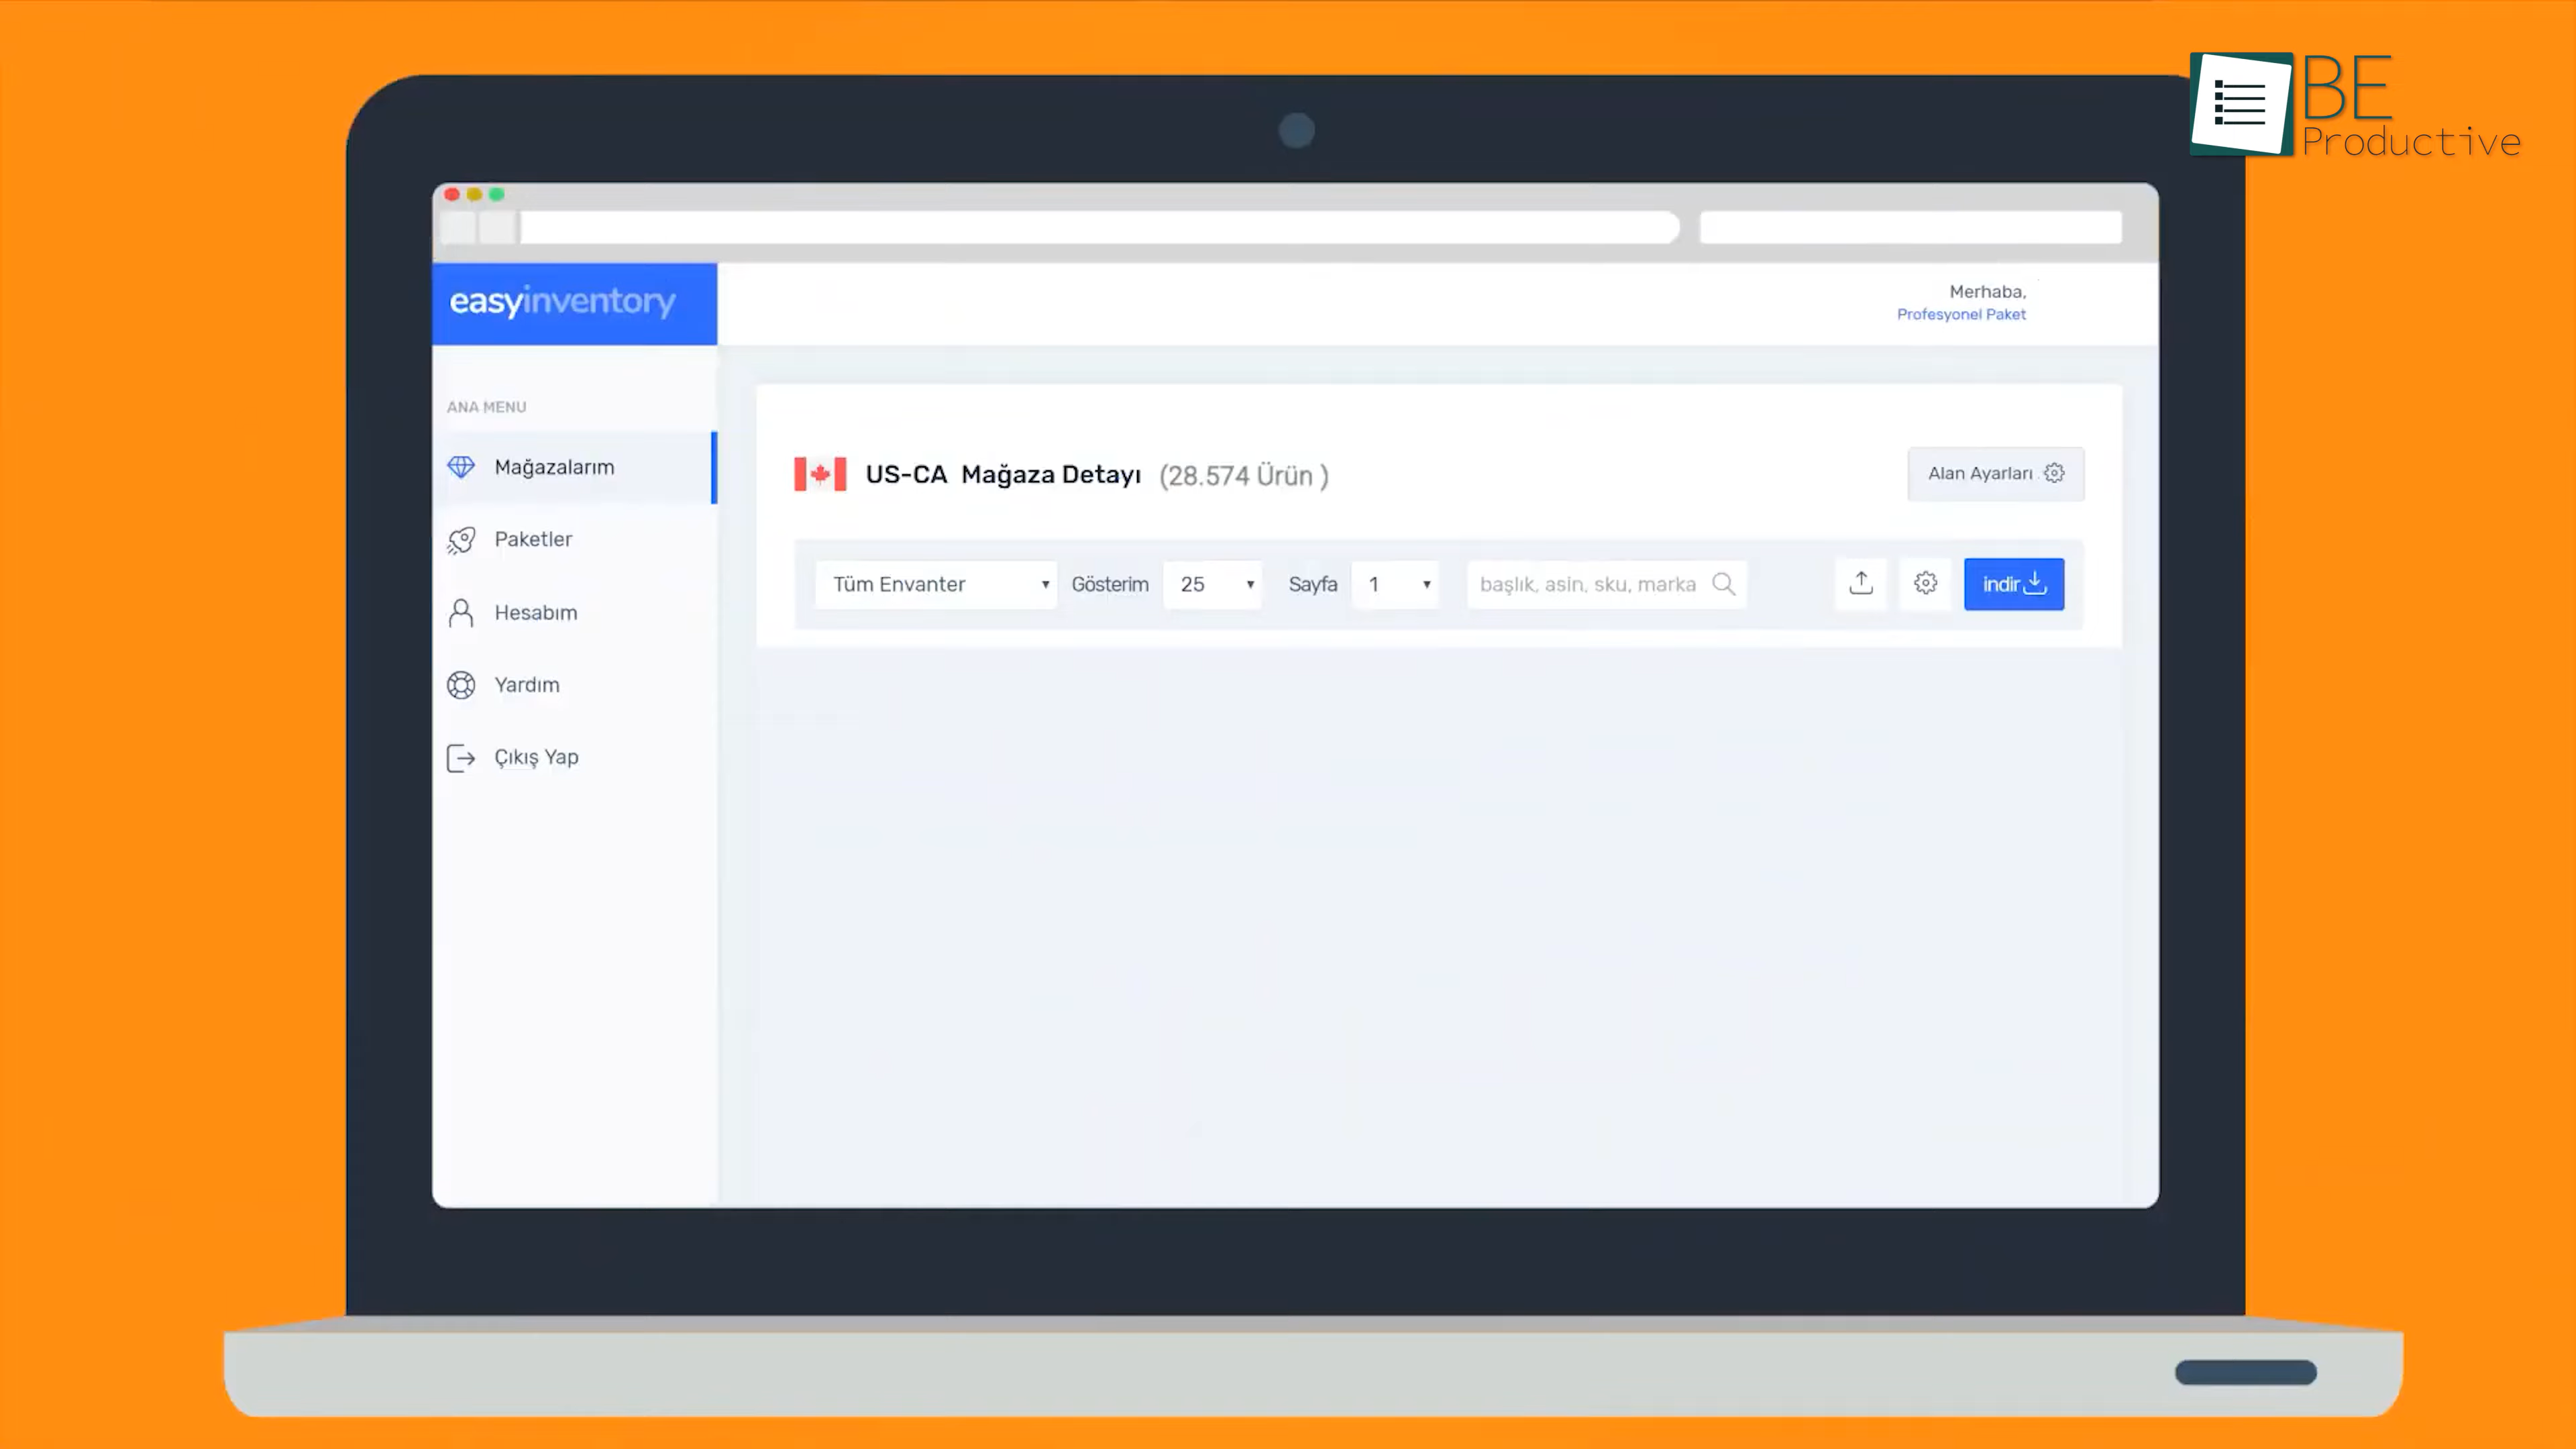 BE
Productive
easyinventory
Merhaba,
Profesyonel Paket
ANA MENU
Mağazalarım
Paketler
Hesabım
Yardım
Çıkış Yap
US-CA Mağaza Detayı (28.574 Ürün )
Alan Ayarları
Tüm Envanter Gösterim 25 Sayfa 1 başlık, asin, sku, marka indir